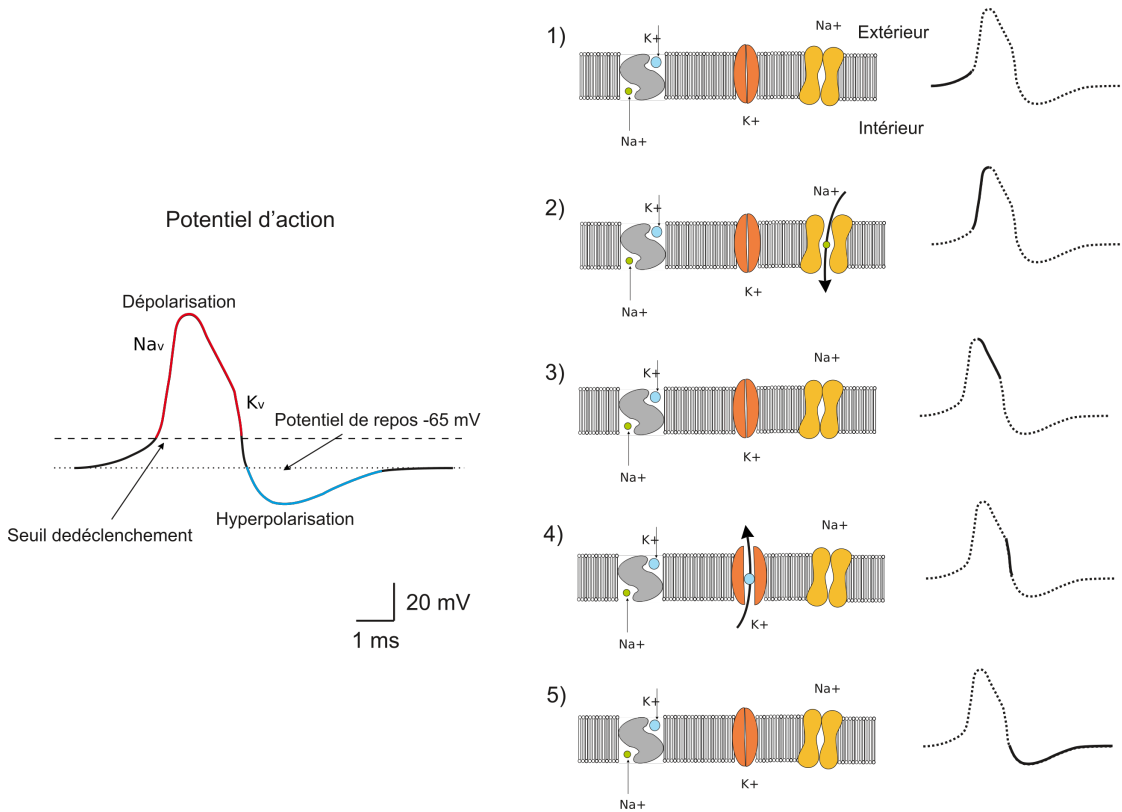 Potentiel d'action
Dépolarisation
Nav
Kv
Potentiel de repos -65 mV
Seuil dedéclenchement
Hyperpolarisation
20 mV
1 ms
1)
K+
Na+
Extérieur
K+
Na+
Intérieur
2)
K+
Na+
K+
Na+
3)
K+
Na+
K+
Na+
4)
K+
Na+
K+
Na+
5)
K+
Na+
K+
Na+